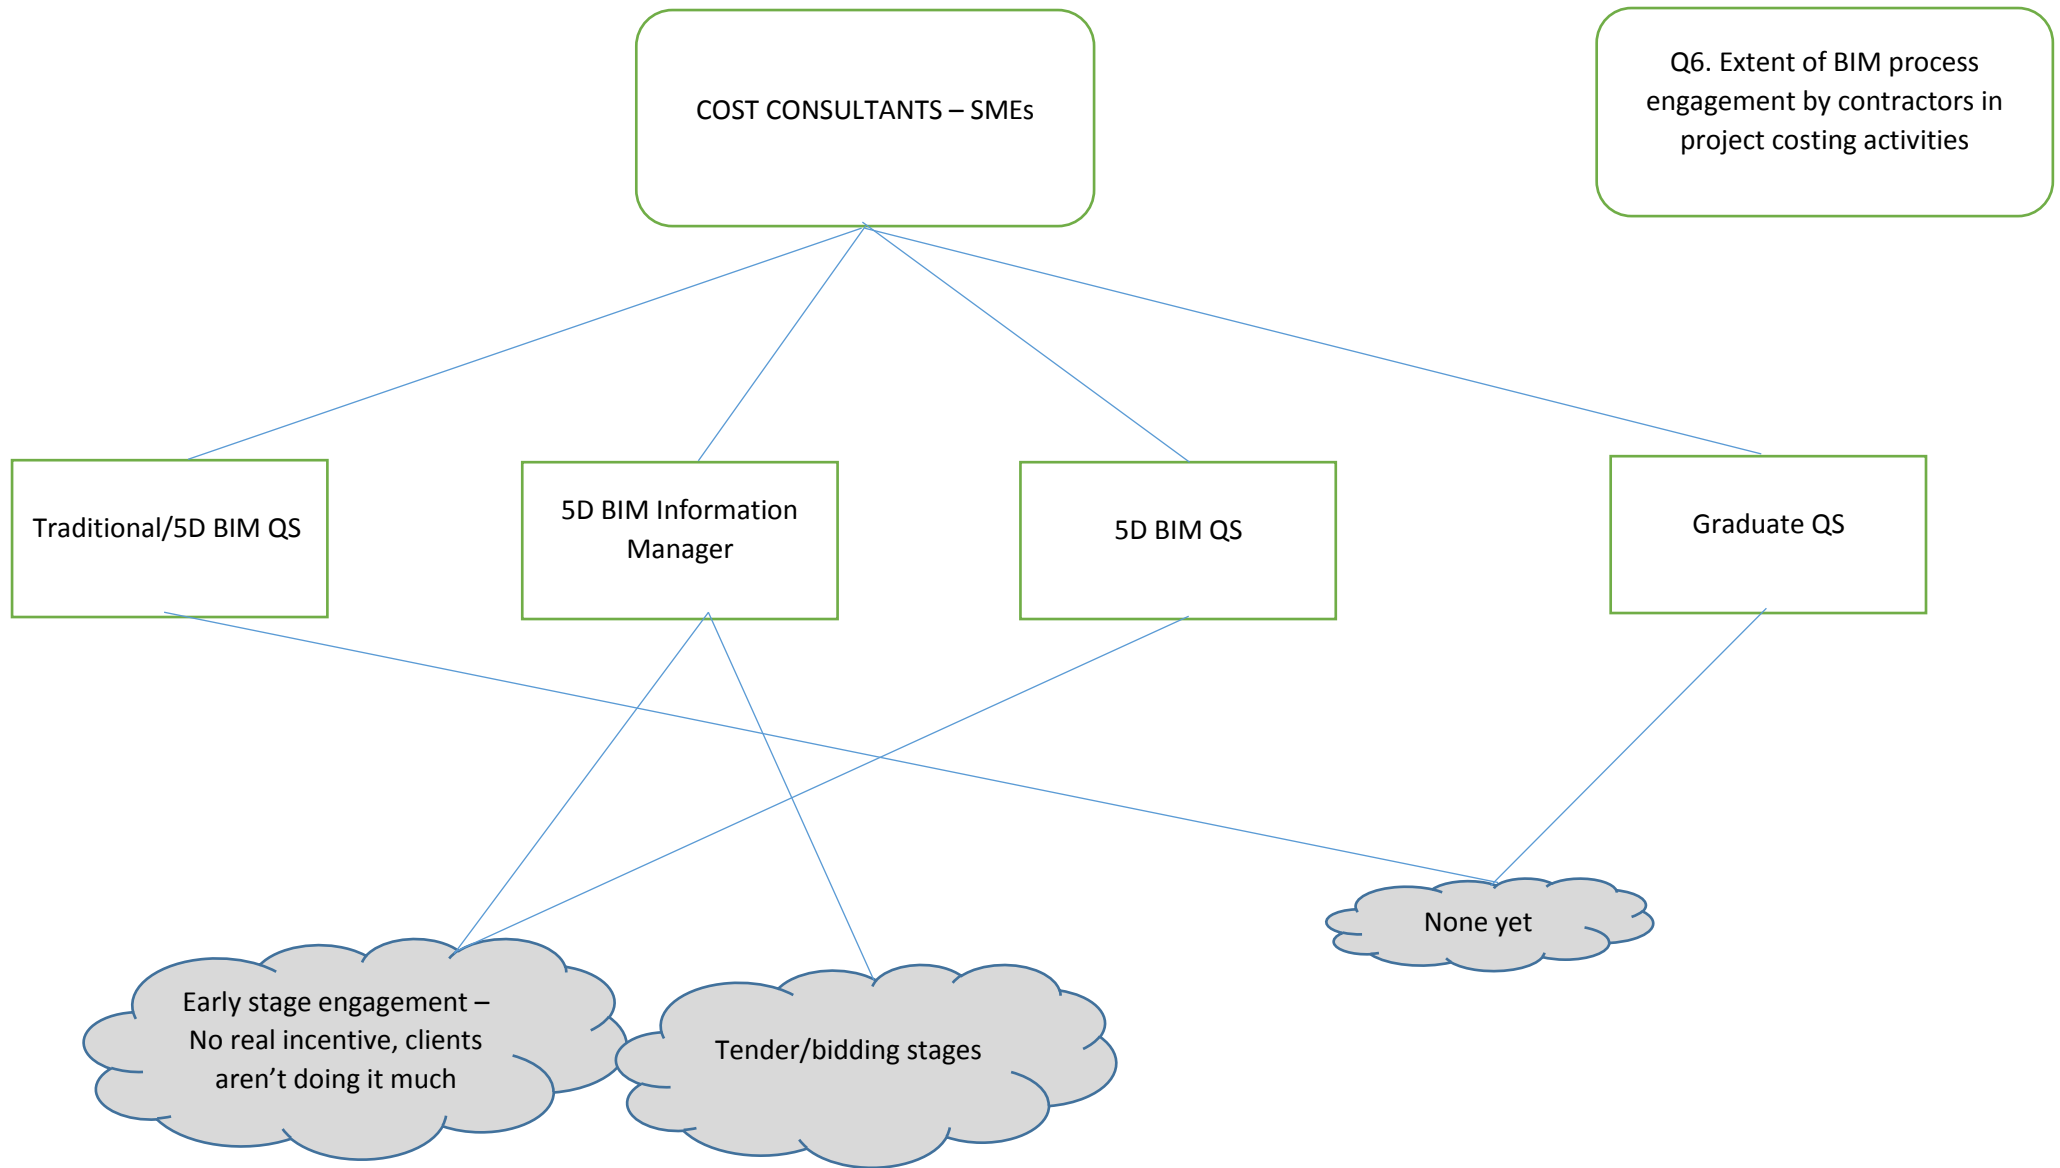 COST CONSULTANTS – SMEs
Q6. Extent of BIM process
engagement by contractors in
project costing activities
Traditional/5D BIM QS
5D BIM Information
Manager
5D BIM QS
Graduate QS
None yet
Early stage engagement –
No real incentive, clients
aren’t doing it much
Tender/bidding stages